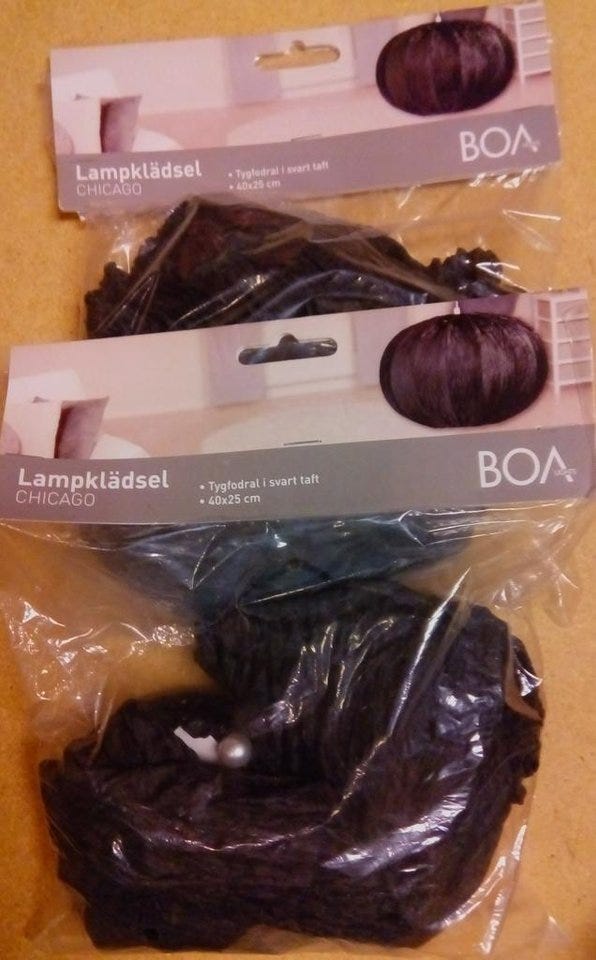 Lampklädsel
CHICAGO
• Tygfodral i svart taft
• 40x25 cm
BOA
Lampklädsel
CHICAGO
• Tygfodral i svart taft
• 40x25 cm
BOA